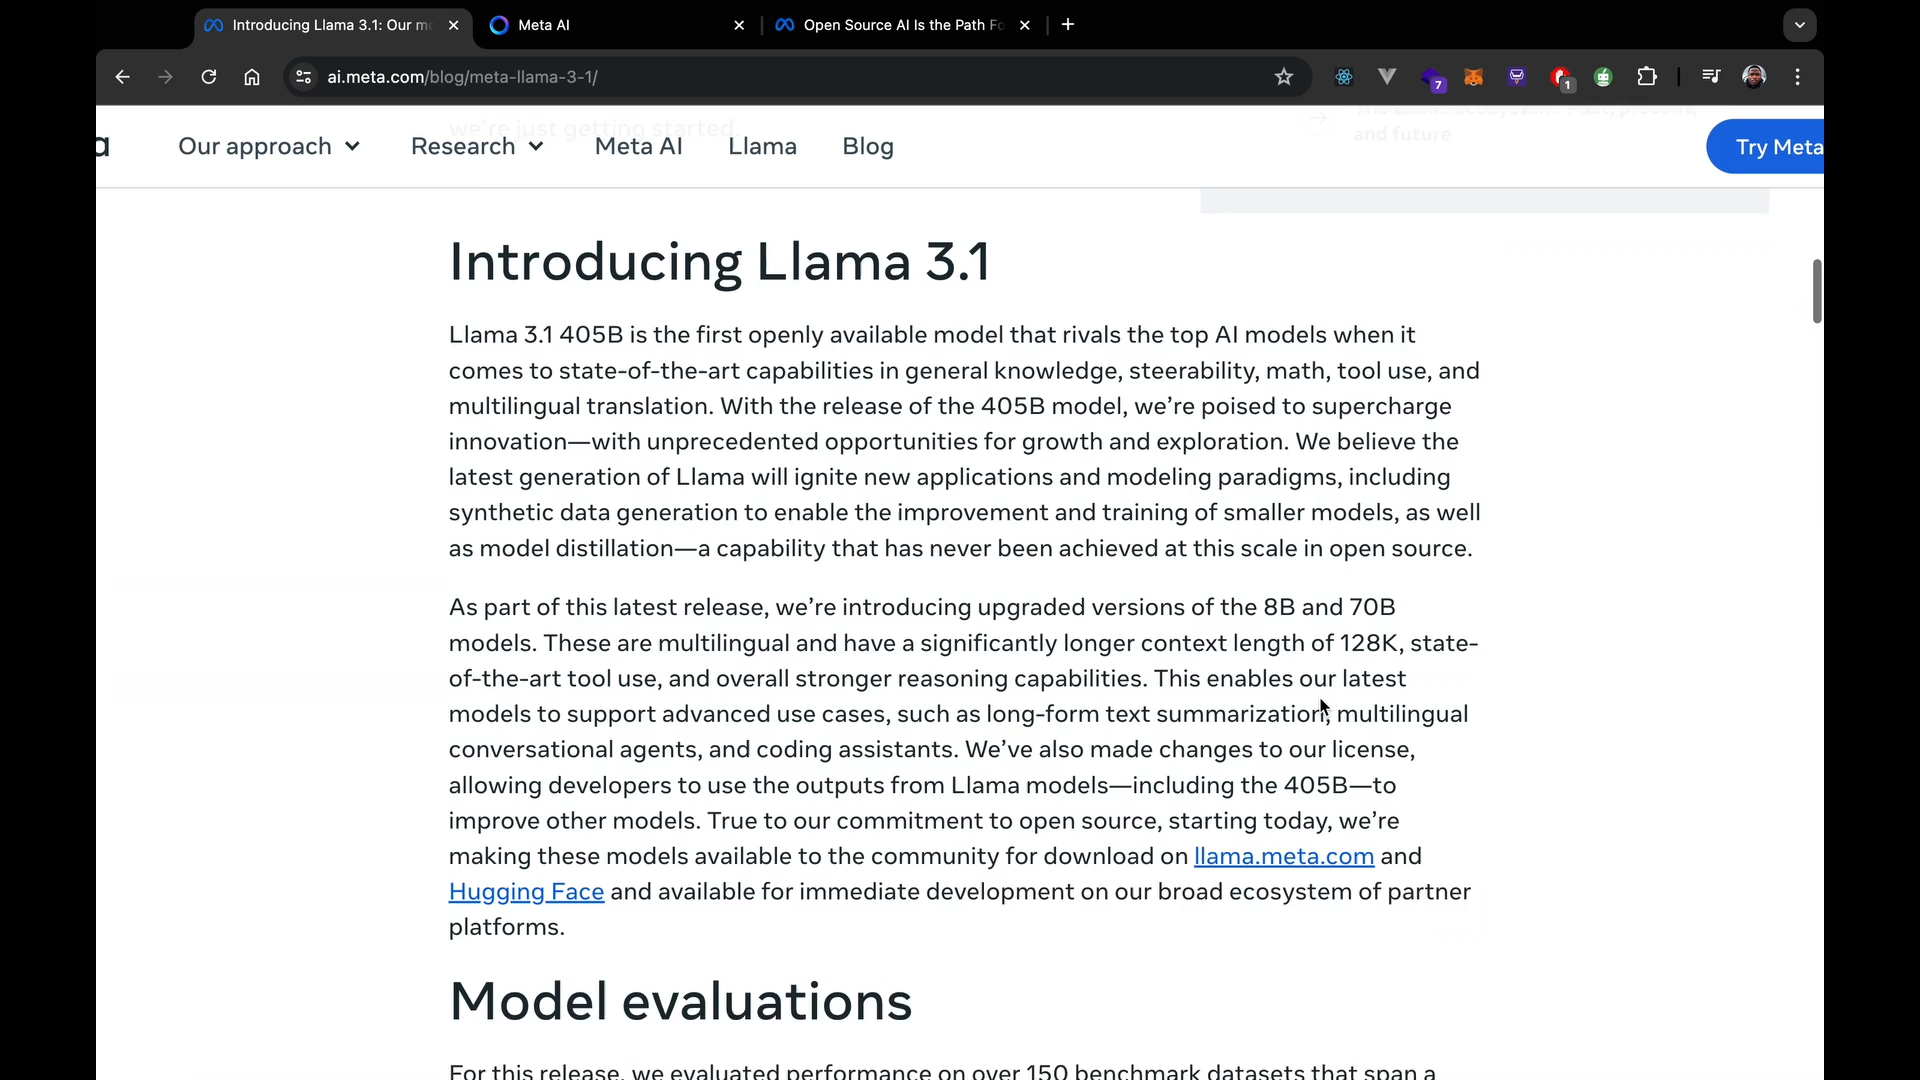 Introducing Llama 3.1: Our m
Meta AI
Open Source AI Is the Path Fo
ai.meta.com/blog/meta-llama-3-1/
7
1
we're just getting started.
and future
a
Our approach
Research
Meta AI
Llama
Blog
Try Meta
Introducing Llama 3.1
Llama 3.1 405B is the first openly available model that rivals the top AI models when it
comes to state-of-the-art capabilities in general knowledge, steerability, math, tool use, and
multilingual translation. With the release of the 405B model, we’re poised to supercharge
innovation—with unprecedented opportunities for growth and exploration. We believe the
latest generation of Llama will ignite new applications and modeling paradigms, including
synthetic data generation to enable the improvement and training of smaller models, as well
as model distillation—a capability that has never been achieved at this scale in open source.
As part of this latest release, we’re introducing upgraded versions of the 8B and 70B
models. These are multilingual and have a significantly longer context length of 128K, state-
of-the-art tool use, and overall stronger reasoning capabilities. This enables our latest
models to support advanced use cases, such as long-form text summarization, multilingual
conversational agents, and coding assistants. We’ve also made changes to our license,
allowing developers to use the outputs from Llama models—including the 405B—to
improve other models. True to our commitment to open source, starting today, we’re
making these models available to the community for download on llama.meta.com and
Hugging Face and available for immediate development on our broad ecosystem of partner
platforms.
Model evaluations
For this release, we evaluated performance on over 150 benchmark datasets that span a